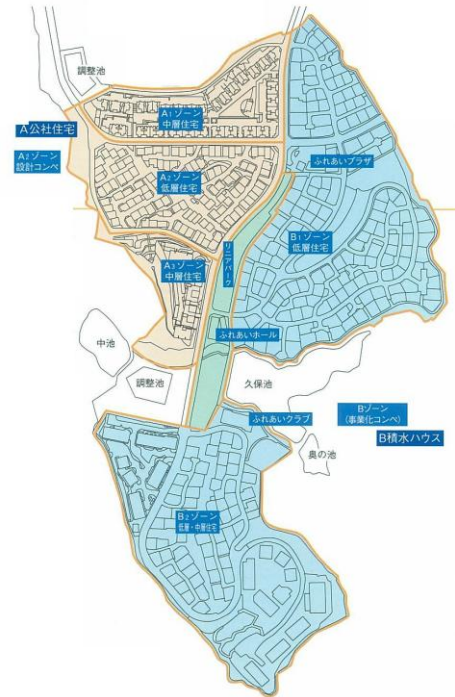 調整池
A1ゾーン
中層住宅
A公社住宅
A2ゾーン
設計コンペ
ふれあいプラザ
A2ゾーン
低層住宅
B1ゾーン
低層住宅
リニアパーク
A3ゾーン
中層住宅
ふれあいホール
中池
調整池
久保池
ふれあいクラブ
Bゾーン
(事業化コンペ)
B積水ハウス
奥の池
B2ゾーン
低層・中層住宅